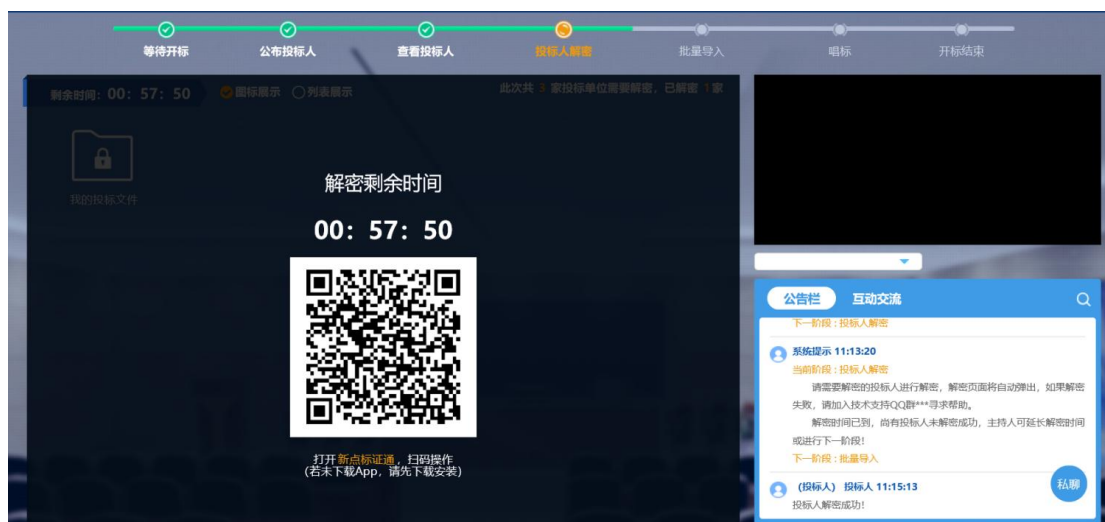 等待开标
公布投标人
查看投标人
投标人解密
批量导入
唱标
开标结束
剩余时间：00：57：50
图标展示
列表展示
此次共 3 家投标单位需要解密，已解密 1 家
我的投标文件
解密剩余时间
00：57：50
打开新点标证通，扫码操作
(若未下载App，请先下载安装)
公告栏
互动交流
下一阶段：投标人解密
系统提示 11:13:20
当前阶段：投标人解密
请需要解密的投标人进行解密，解密页面将自动弹出，如果解密
失败，请加入技术支持QQ群***寻求帮助。
解密时间已到，尚有投标人未解密成功，主持人可延长解密时间
或进行下一阶段！
下一阶段：批量导入
(投标人) 投标人 11:15:13
投标人解密成功！
私聊